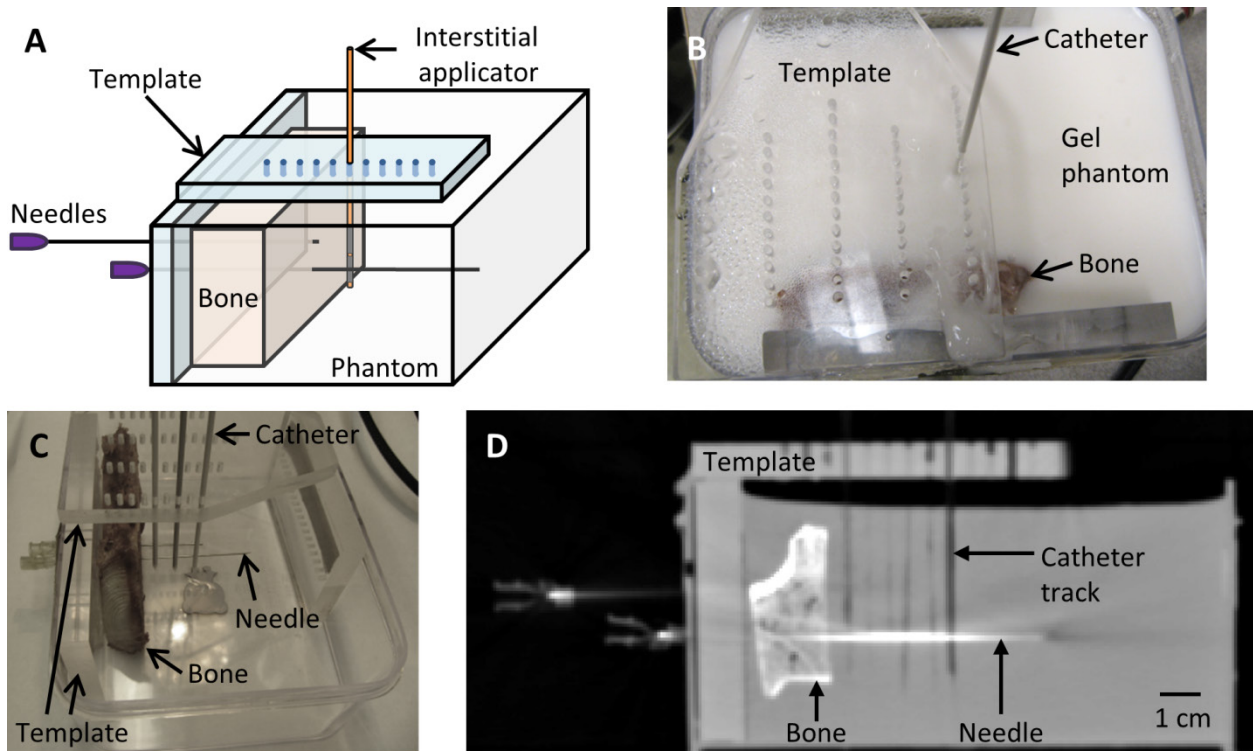 A
Interstitial
applicator
Template
Needles
Bone
Phantom
B
Template
Catheter
Gel
phantom
Bone
C
Catheter
Needle
Bone
Template
D
Template
Catheter
track
Bone
Needle
1 cm